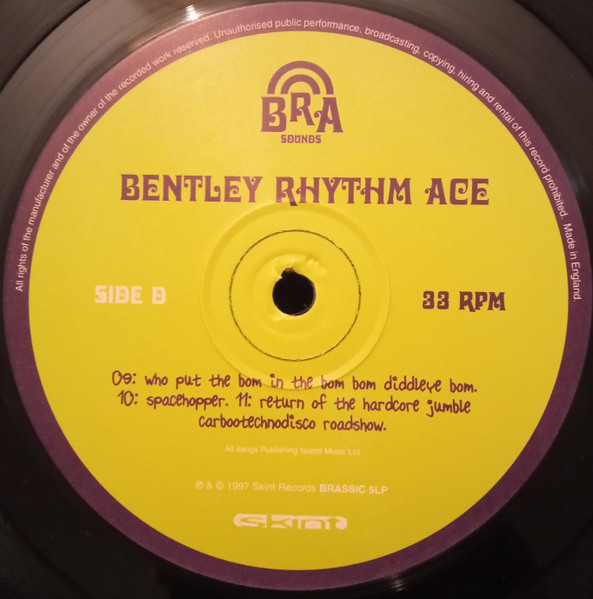 All rights of the manufacturer and of the owner of the recorded work reserved. Unauthorised public performance, broadcasting, copying, hiring and rental of this record prohibited. Made in England.
BRA
SOUNDS
BENTLEY RHYTHM ACE
SIDE D
33 RPM
09: who put the bom in the bom bom diddleye bom.
10: spacehopper. 11: return of the hardcore jumble
carbootechnodisco roadshow.
All songs Publishing Island Music Ltd
℗ & © 1997 Skint Records BRASSIC 5LP
skint